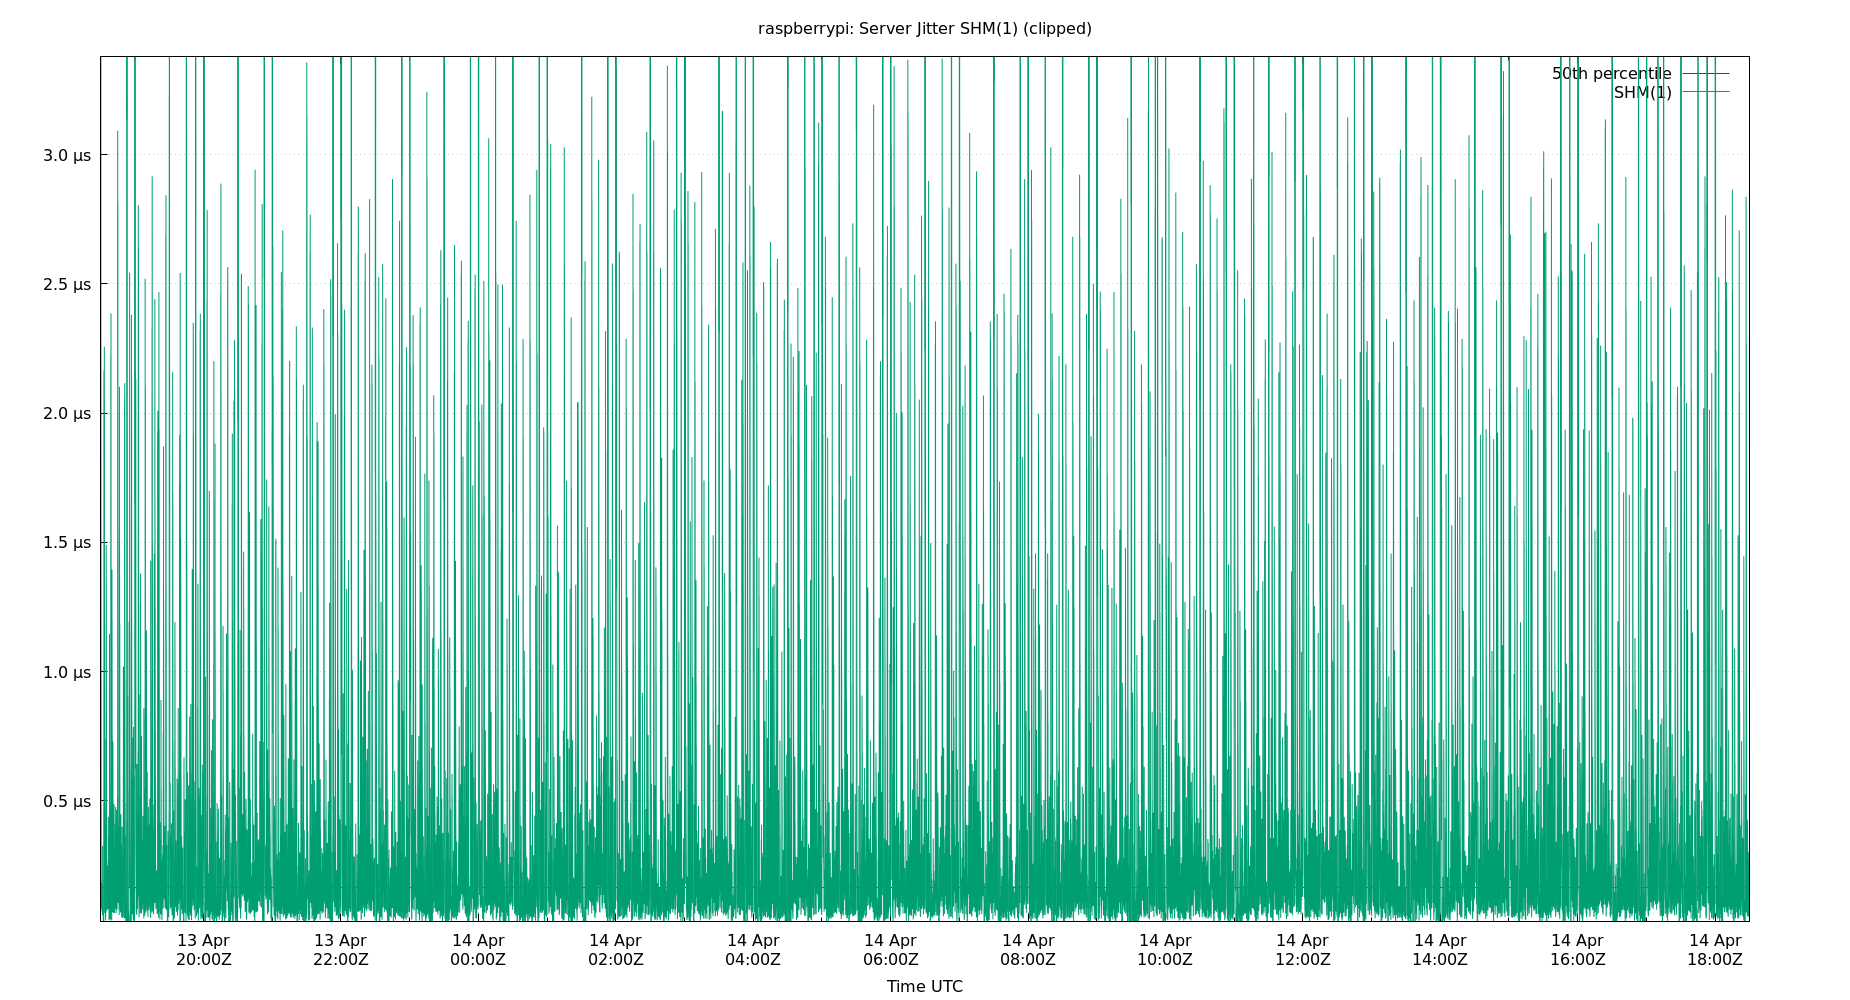 raspberrypi: Server Jitter SHM(1) (clipped)
50th percentile
SHM(1)
3.0 µs
2.5 µs
2.0 µs
1.5 µs
1.0 µs
0.5 µs
13 Apr 13 Apr 14 Apr 14 Apr 14 Apr 14 Apr 14 Apr 14 Apr 14 Apr 14 Apr 14 Apr 14 Apr
20:00Z 22:00Z 00:00Z 02:00Z 04:00Z 06:00Z 08:00Z 10:00Z 12:00Z 14:00Z 16:00Z 18:00Z
Time UTC